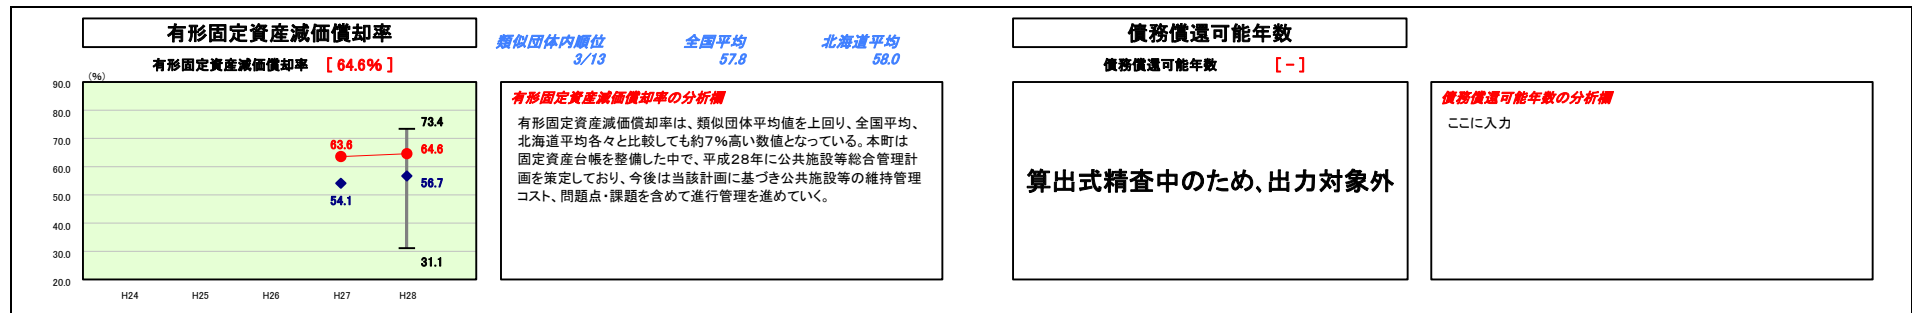 有形固定資産減価償却率
有形固定資産減価償却率 [ 64.6% ]
類似団体内順位 全国平均 北海道平均
3/13 57.8 58.0
(%)
90.0
80.0
70.0
60.0
50.0
40.0
30.0
20.0
63.6
54.1
73.4
64.6
56.7
31.1
H24 H25 H26 H27 H28
有形固定資産減価償却率の分析欄
有形固定資産減価償却率は、類似団体平均値を上回り、全国平均、
北海道平均各々と比較しても約7%高い数値となっている。本町は
固定資産台帳を整備した中で、平成28年に公共施設等総合管理計
画を策定しており、今後は当該計画に基づき公共施設等の維持管理
コスト、問題点・課題を含めて進行管理を進めていく。
債務償還可能年数
債務償還可能年数 [ - ]
算出式精査中のため、出力対象外
債務償還可能年数の分析欄
ここに入力